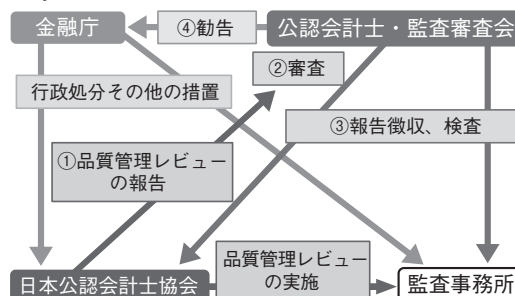 金融庁
④勧告
公認会計士・監査審査会
②審査
行政処分その他の措置
③報告徴収、検査
①品質管理レビュー
の報告
品質管理レビュー
の実施
日本公認会計士協会
監査事務所